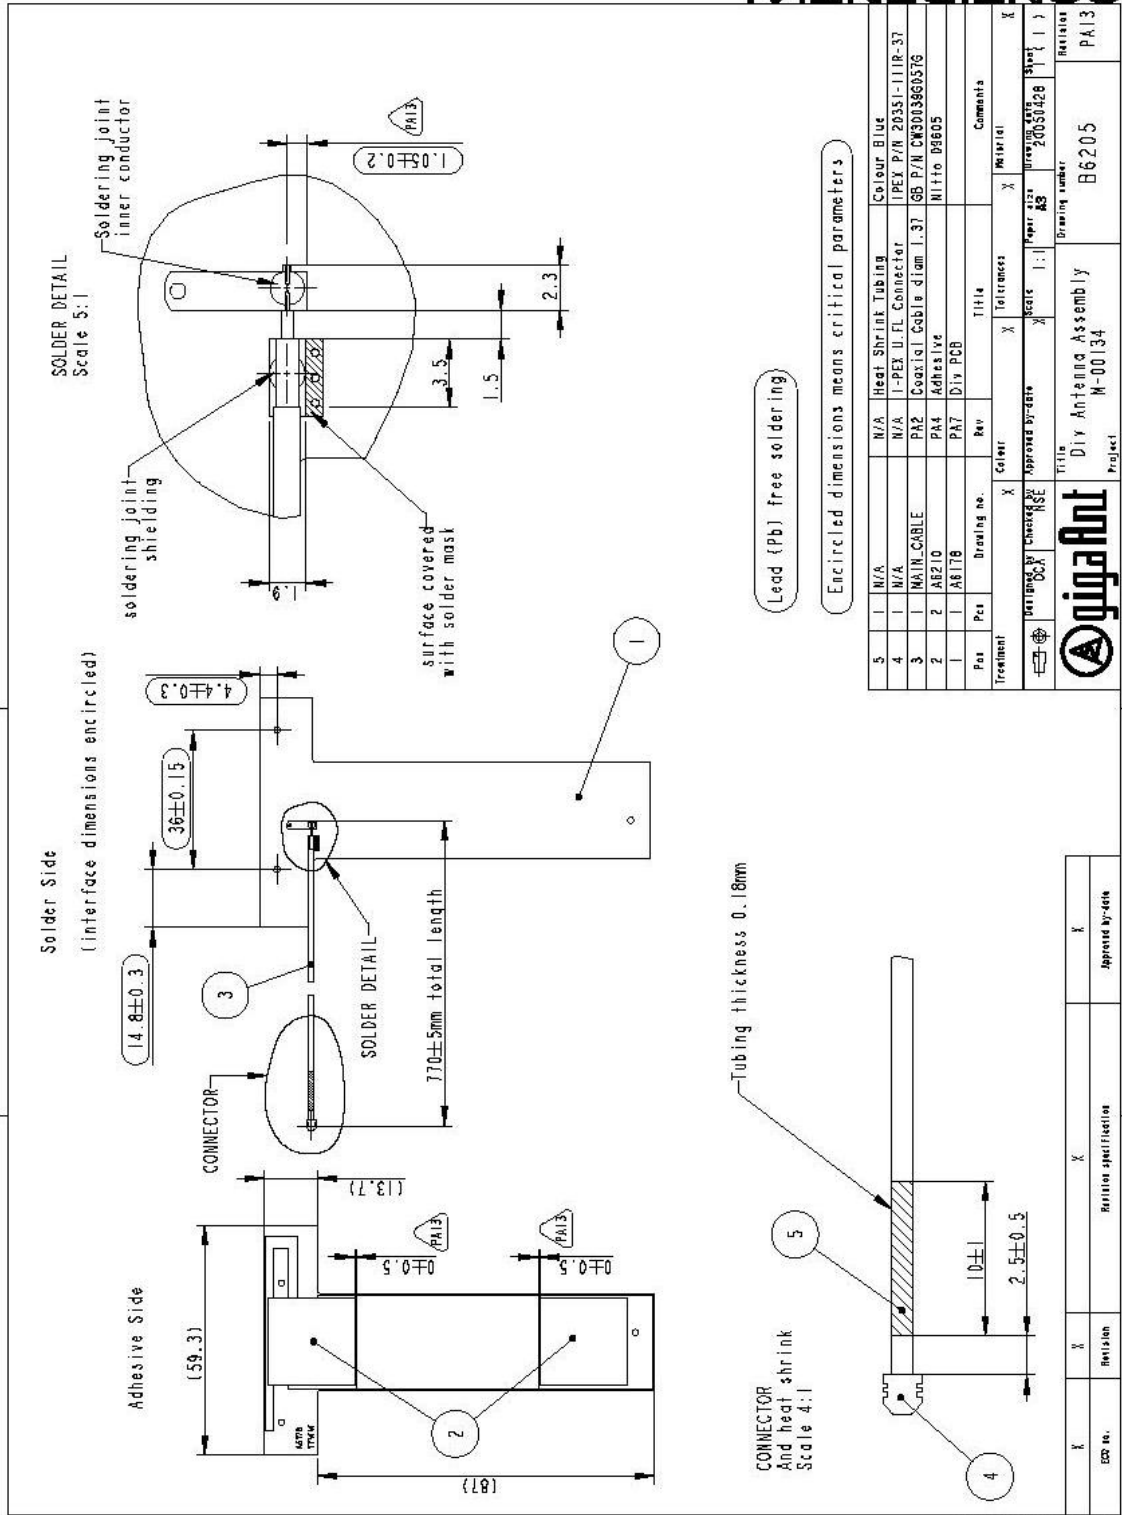 Solder Side
(interface dimensions encircled)
SOLDER DETAIL
Scale 5:1
Soldering joint
inner conductor
soldering joint
shielding
1.05±0.2
PA13
1.9
3.5
1.5
2.3
surface covered
with solder mask
14.8±0.3
36±0.15
4.4±0.3
3
1
CONNECTOR
SOLDER DETAIL
770±5mm total length
Adhesive Side
(59.3)
(13.7)
0±0.5
PA13
0±0.5
PA13
2
(87)
CONNECTOR
And heat shrink
Scale 4:1
Tubing thickness 0.18mm
5
10±1
2.5±0.5
4
Lead (Pb) free soldering
Encircled dimensions means critical parameters
5 1 N/A N/A Heat Shrink Tubing Colour Blue
4 1 N/A N/A I-PEX U.FL Connector IPEX P/N 20351-111R-37
3 1 MAIN_CABLE PA2 Coaxial Cable diam 1.37 GB P/N
2 2 A6210 PA4 Adhesive Nitto
1 1 A6178 PA7 Div PCB
Pos Pcs Drawing no. Rev Title Comments
Treatment X Colour X Tolerances X Material X
Designed by DCA Checked by NSE Approved by-date X Scale 1:1 Paper size A3 Drawing date 20050428 Sheet 1 ( 1 )
gigaAnt
Title Div Antenna Assembly
M-00134
Project
Drawing number B6205
Revision PA13
X X X X
ECO no. Revision Revision specification Approved by-date